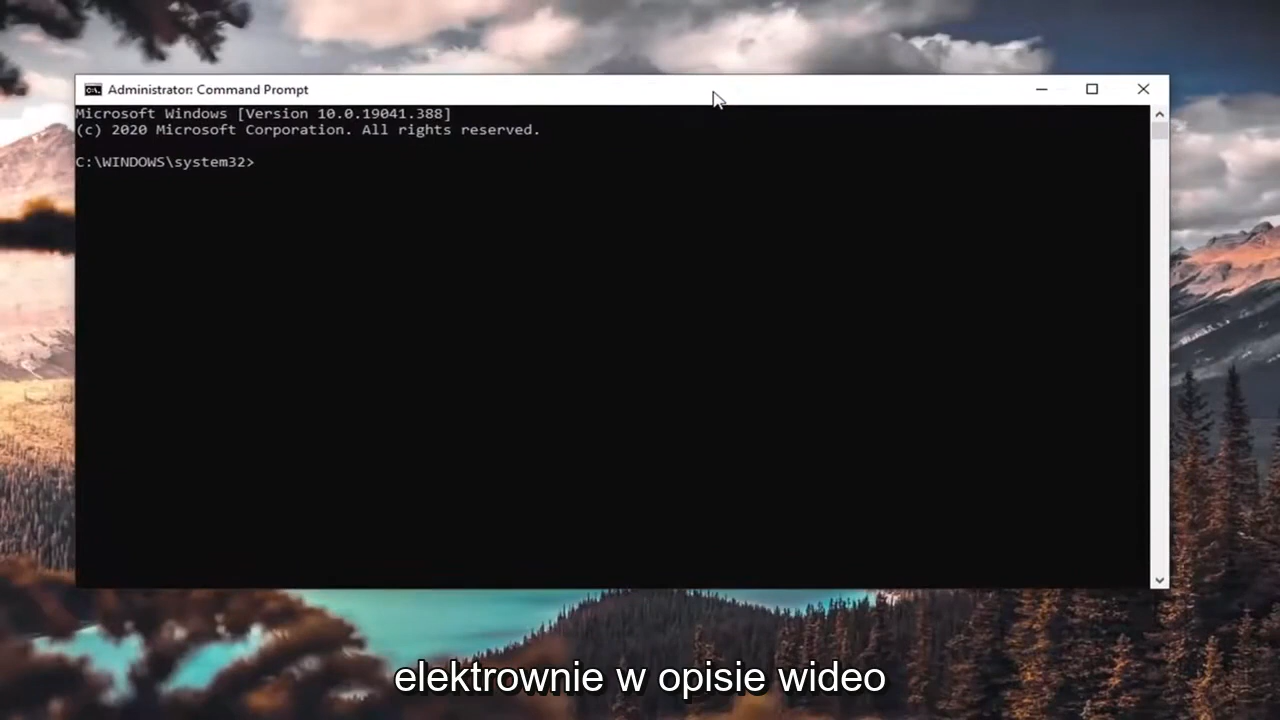 Administrator: Command Prompt
Microsoft Windows [Version 10.0.19041.388]
(c) 2020 Microsoft Corporation. All rights reserved.
C:\WINDOWS\system32>
elektrownie w opisie wideo